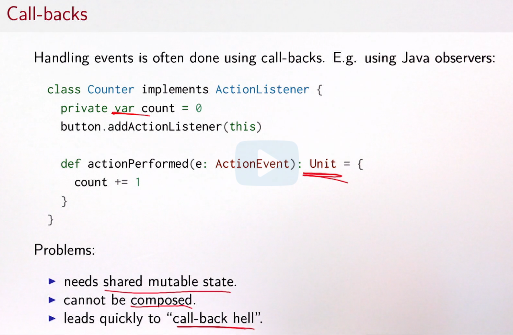 Call-backs
Handling events is often done using call-backs. E.g. using Java observers:
class Counter implements ActionListener {
private var count = 0
button.addActionListener(this)
def actionPerformed(e: ActionEvent): Unit = {
count += 1
}
}
Problems:
▶ needs shared mutable state.
▶ cannot be composed.
▶ leads quickly to “call-back hell”.